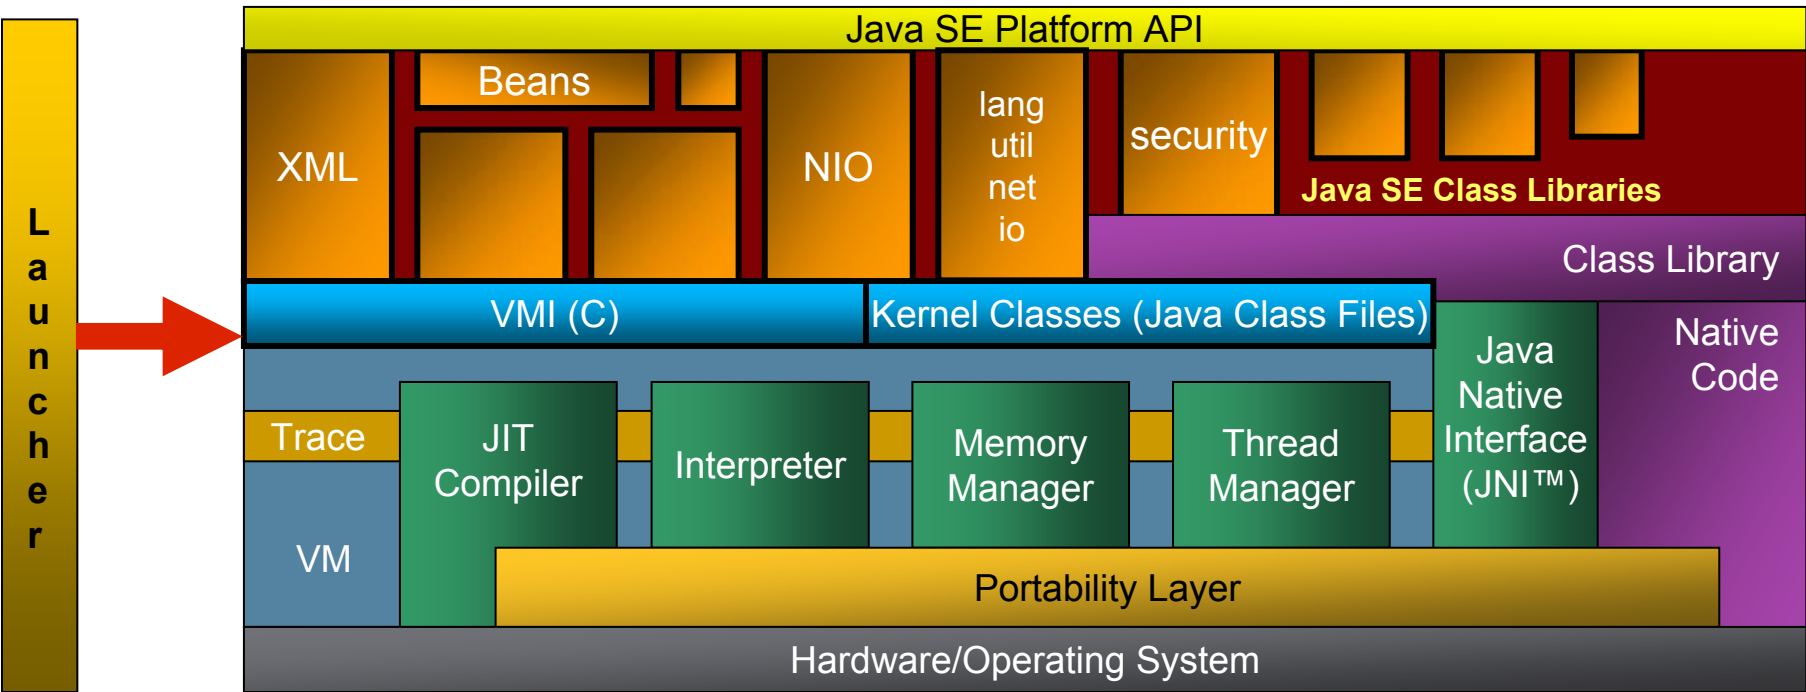 Java SE Platform API
Launcher
XML
Beans
NIO
lang
util
net
io
security
Java SE Class Libraries
Class Library
Native
Code
VMI (C)
Kernel Classes (Java Class Files)
Trace
VM
JIT
Compiler
Interpreter
Memory
Manager
Thread
Manager
Java
Native
Interface
(JNI™)
Portability Layer
Hardware/Operating System